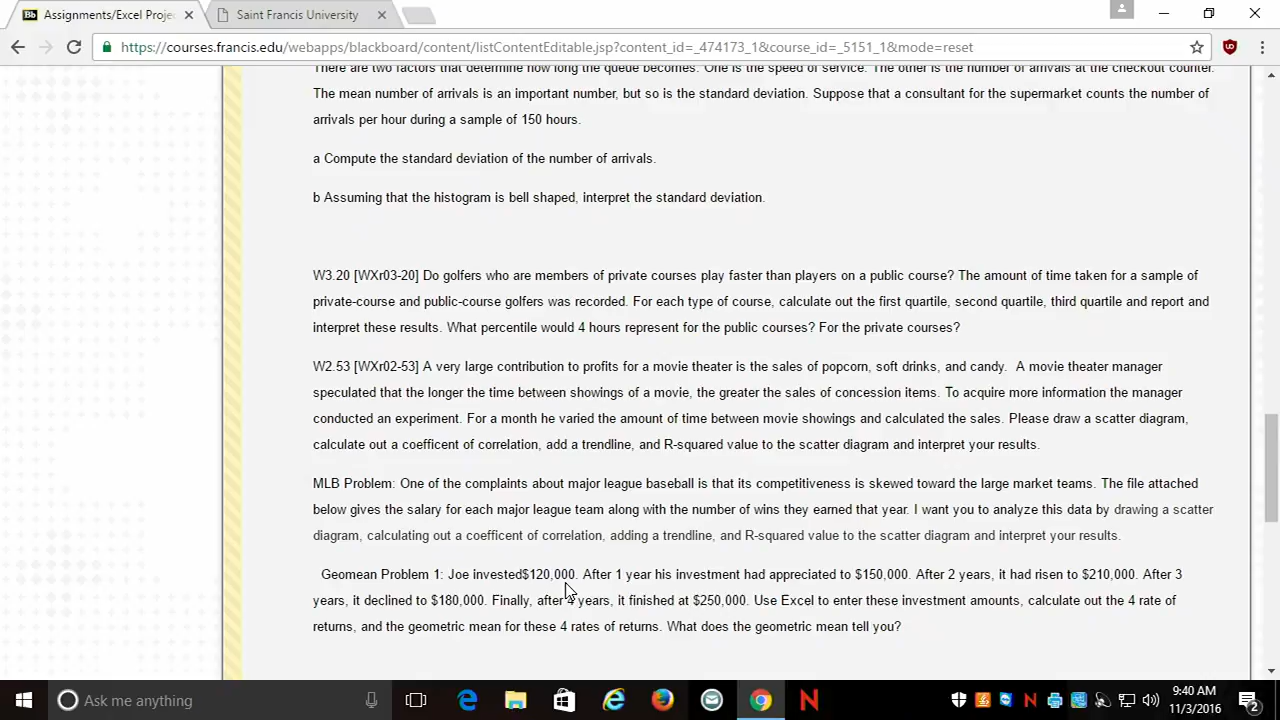 Assignments/Excel Proje
Saint Francis University
https://courses.francis.edu/webapps/blackboard/content/listContentEditable.jsp?content_id=_474173_1&course_id=_5151_1&mode=reset
There are two factors that determine how long the queue becomes. One is the speed of service. The other is the number of arrivals at the checkout counter.
The mean number of arrivals is an important number, but so is the standard deviation. Suppose that a consultant for the supermarket counts the number of
arrivals per hour during a sample of 150 hours.
a Compute the standard deviation of the number of arrivals.
b Assuming that the histogram is bell shaped, interpret the standard deviation.
W3.20 [WXr03-20] Do golfers who are members of private courses play faster than players on a public course? The amount of time taken for a sample of
private-course and public-course golfers was recorded. For each type of course, calculate out the first quartile, second quartile, third quartile and report and
interpret these results. What percentile would 4 hours represent for the public courses? For the private courses?
W2.53 [WXr02-53] A very large contribution to profits for a movie theater is the sales of popcorn, soft drinks, and candy. A movie theater manager
speculated that the longer the time between showings of a movie, the greater the sales of concession items. To acquire more information the manager
conducted an experiment. For a month he varied the amount of time between movie showings and calculated the sales. Please draw a scatter diagram,
calculate out a coefficent of correlation, add a trendline, and R-squared value to the scatter diagram and interpret your results.
MLB Problem: One of the complaints about major league baseball is that its competitiveness is skewed toward the large market teams. The file attached
below gives the salary for each major league team along with the number of wins they earned that year. I want you to analyze this data by drawing a scatter
diagram, calculating out a coefficent of correlation, adding a trendline, and R-squared value to the scatter diagram and interpret your results.
Geomean Problem 1: Joe invested$120,000. After 1 year his investment had appreciated to $150,000. After 2 years, it had risen to $210,000. After 3
years, it declined to $180,000. Finally, after 4 years, it finished at $250,000. Use Excel to enter these investment amounts, calculate out the 4 rate of
returns, and the geometric mean for these 4 rates of returns. What does the geometric mean tell you?
Ask me anything
9:40 AM
11/3/2016
2